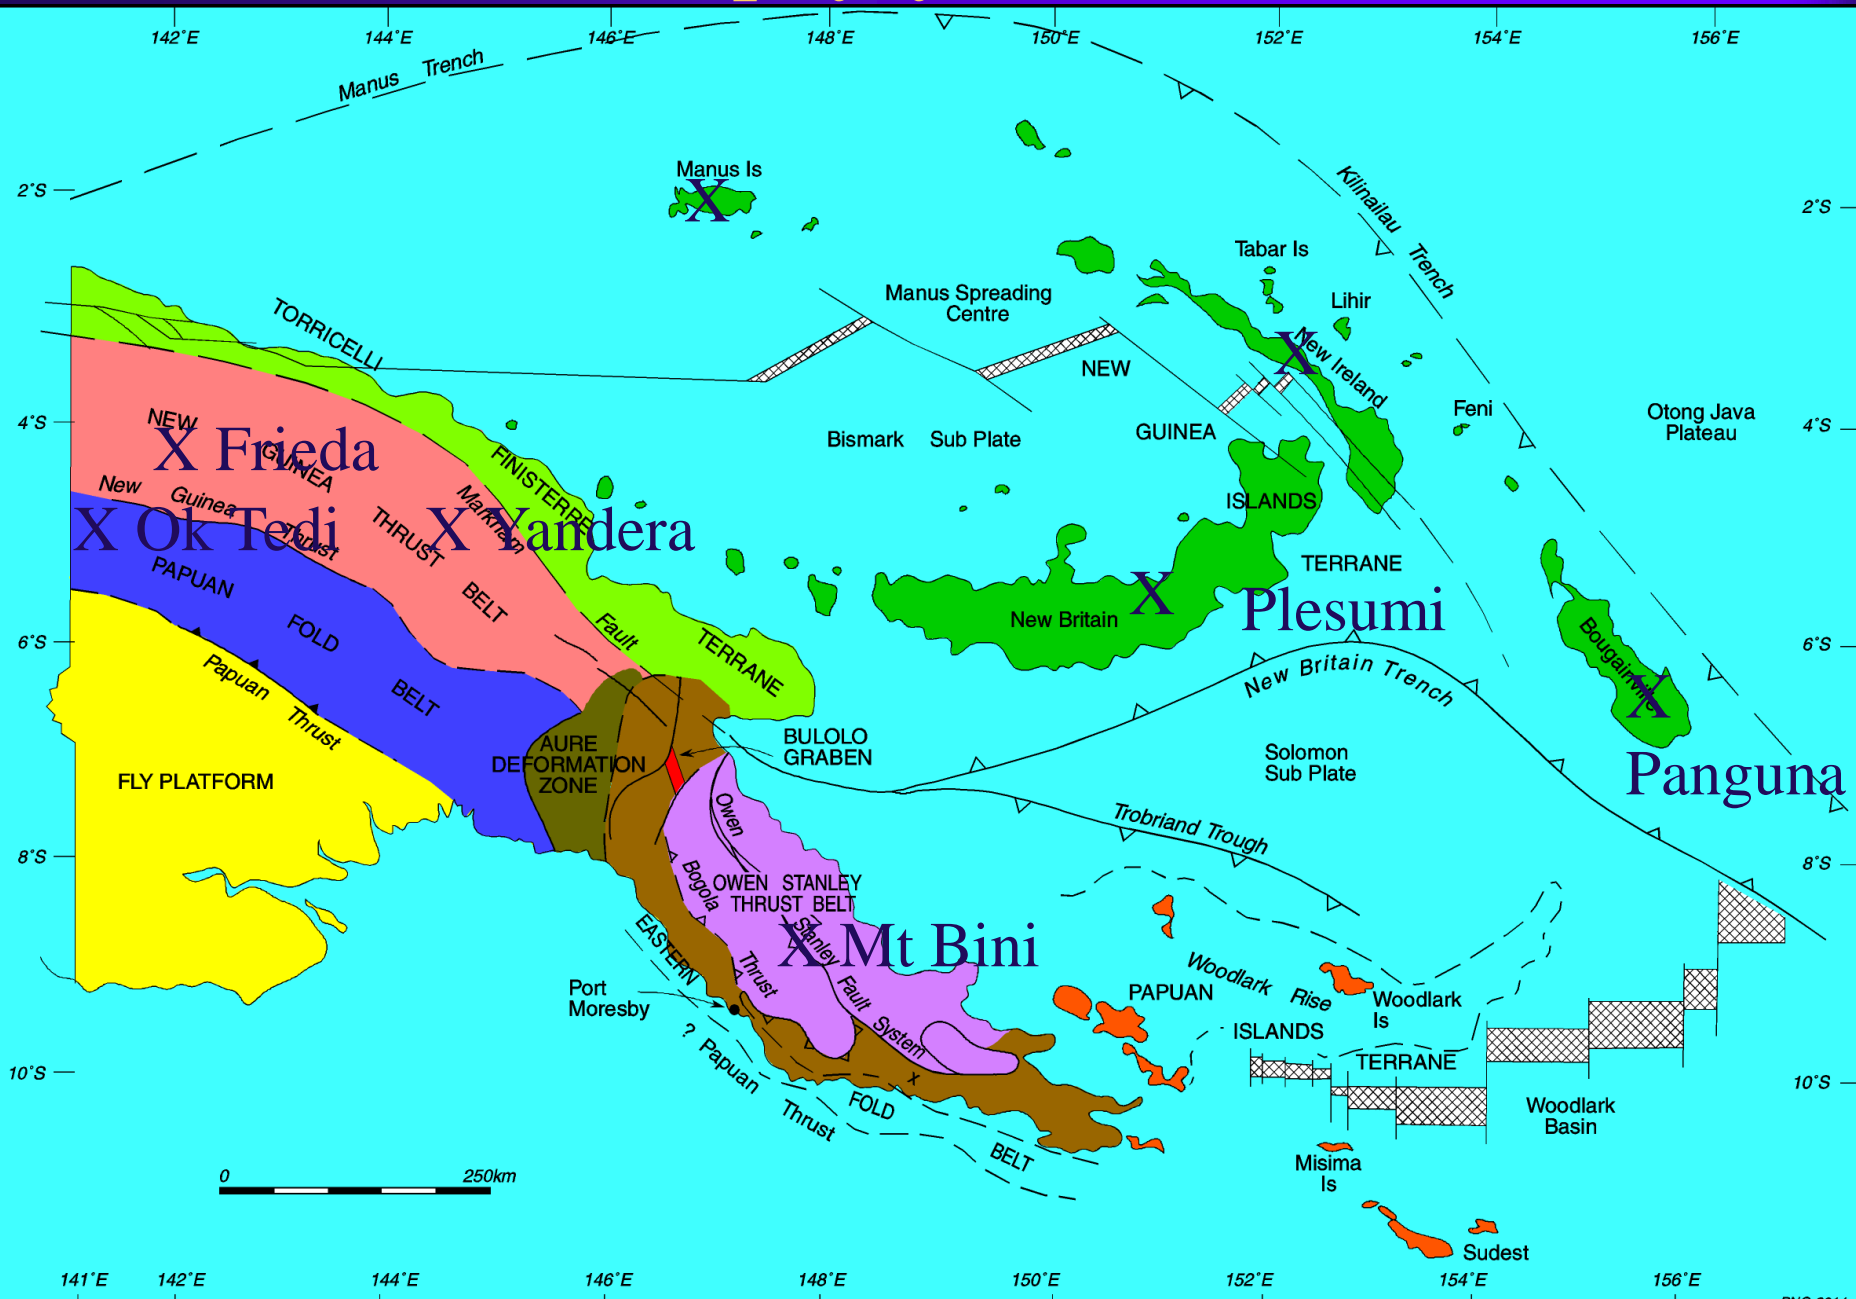 142°E 144°E 146°E 148°E 150°E 152°E 154°E 156°E
Manus Trench
Manus Is
2°S
2°S
Kilinailau Trench
Tabar Is
Manus Spreading
Centre
Lihir
TORRICELLI
New Ireland
X
X
NEW
NEW
GUINEA
Feni
Otong Java
Plateau
4°S
4°S
Bismark Sub Plate
GUINEA
X Frieda
FINISTERRE
New Guinea Thrust
Markham
ISLANDS
X Ok Tedi
THRUST
X Yandera
TERRANE
PAPUAN
BELT
X
Plesumi
New Britain
FOLD
Fault
6°S
6°S
TERRANE
Bougainville
New Britain Trench
Papuan Thrust
BELT
X
BULOLO
GRABEN
AURE
DEFORMATION
ZONE
Solomon
Sub Plate
Panguna
FLY PLATFORM
Owen
Trobriand Trough
8°S
8°S
Bogola
OWEN STANLEY
THRUST BELT
Stanley
X Mt Bini
EASTERN
Thrust
Fault
System
Woodlark Rise
Port
Moresby
PAPUAN
Woodlark
Is
ISLANDS
? Papuan
TERRANE
10°S
10°S
x
FOLD
Thrust
Woodlark
Basin
BELT
Misima
Is
0 250km
Sudest
141°E 142°E 144°E 146°E 148°E 150°E 152°E 154°E 156°E